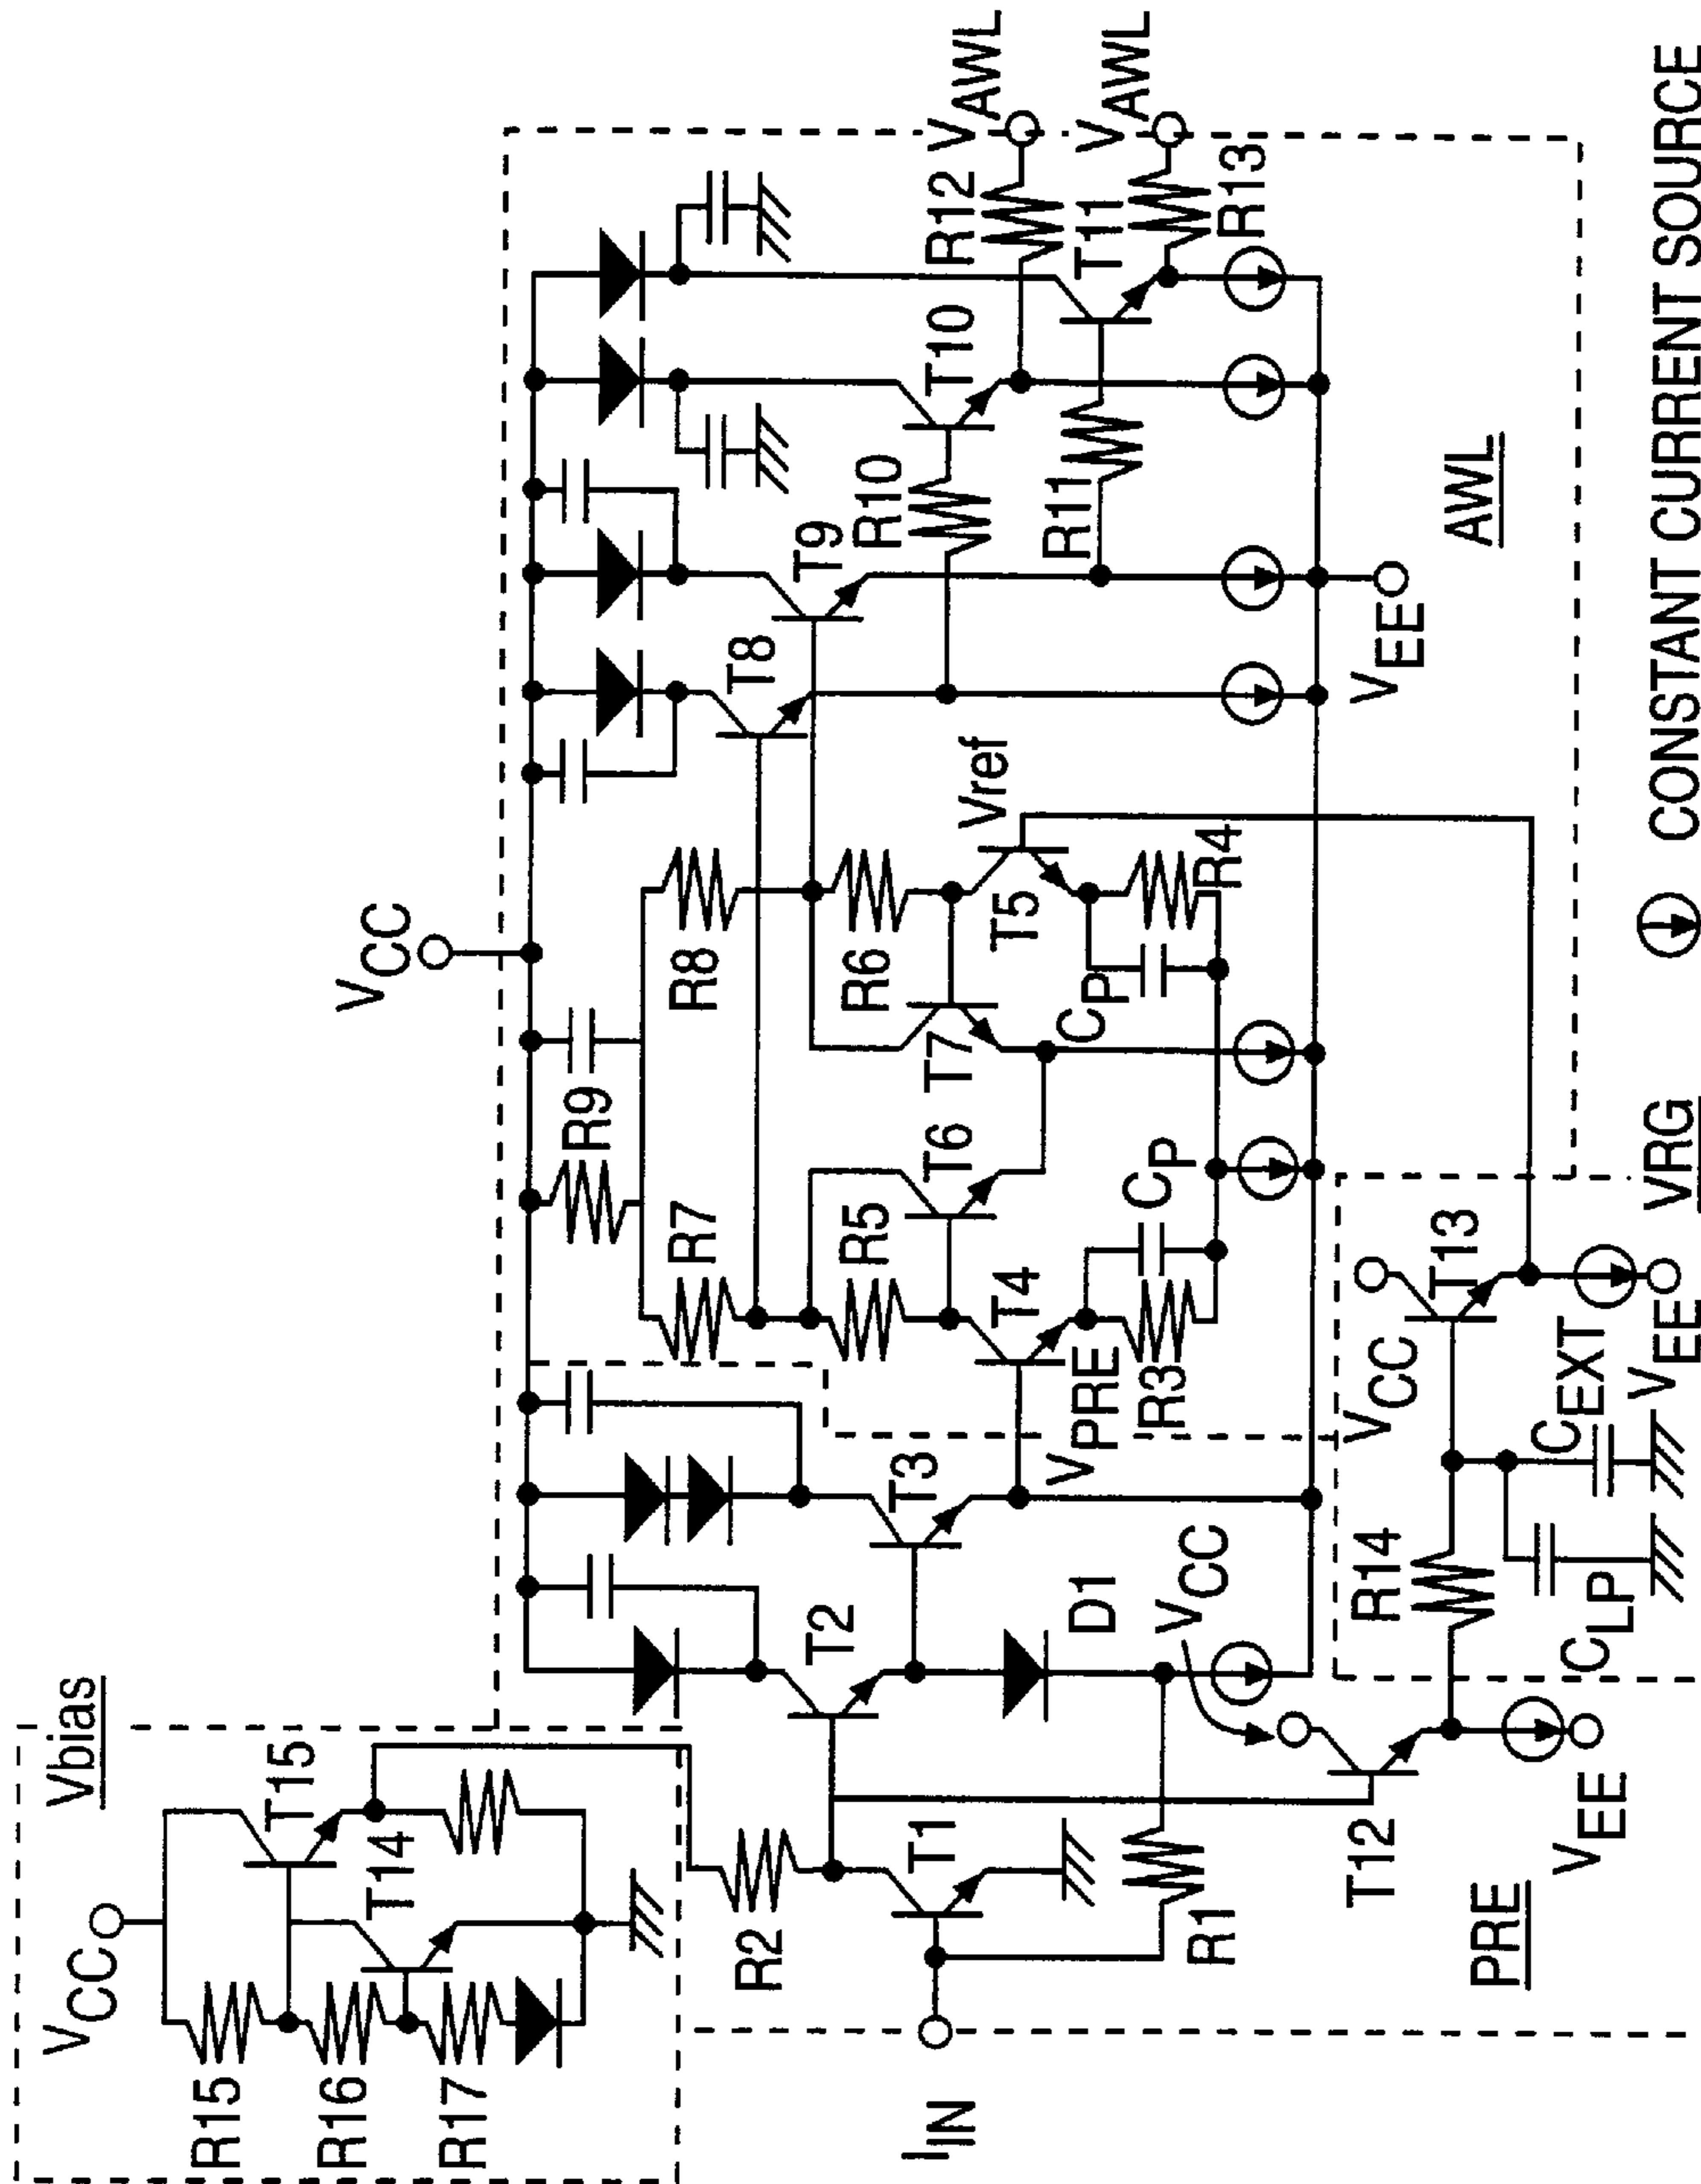 Vbias
VCC
R15
R16
R17
T14
T15
IIN
R2
T1
R1
PRE
T12
VEE
VCC
D1
T2
T3
VPRE
R3
CP
T4
R5
R7
R9
VCC
T6
T7
CP
R8
R6
T5
R4
Vref
T8
T9
R10
R11
T10
T11
R12
R13
VAWL
VAWL
VEE
AWL
R14
CLP
CEXT
VCC
T13
VEE
VRG
CONSTANT CURRENT SOURCE